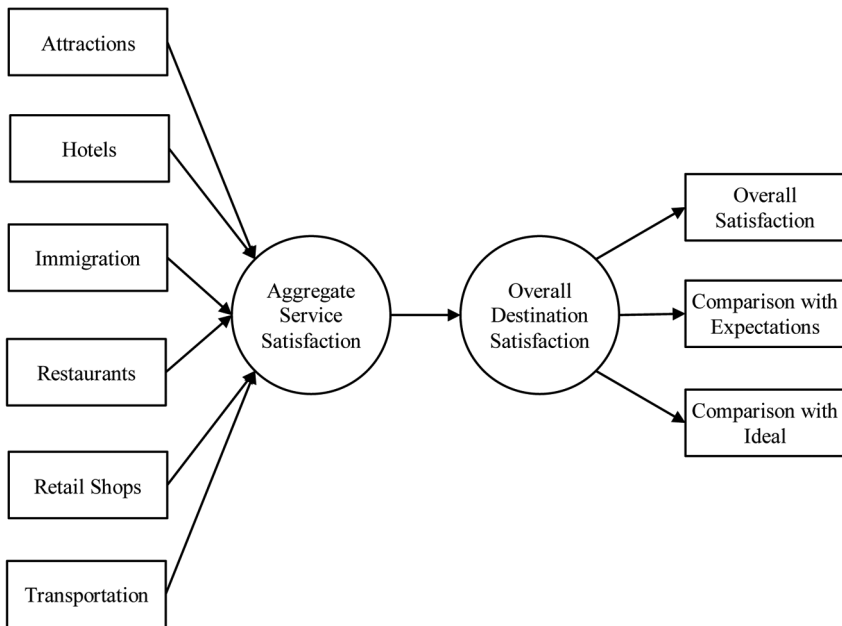 Attractions
Hotels
Immigration
Restaurants
Retail Shops
Transportation
Aggregate
Service
Satisfaction
Overall
Destination
Satisfaction
Overall
Satisfaction
Comparison with
Expectations
Comparison with
Ideal